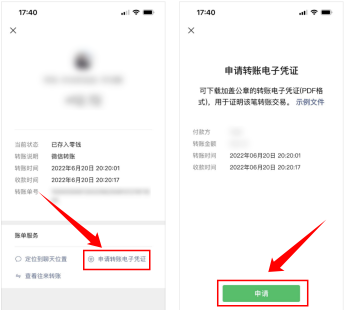 17:40
当前状态 已存入零钱
转账说明 微信转账
转账时间 2022年6月20日 20:20:01
收款时间 2022年6月20日 20:20:17
转账单号
账单服务
定位到聊天位置 申请转账电子凭证
查看往来转账
17:40
申请转账电子凭证
可下载加盖公章的转账电子凭证(PDF格
式)，用于证明该笔转账交易。 示例文件
付款方
转账金额
转账时间 2022年06月20日 20:20:01
收款时间 2022年06月20日 20:20:17
申请